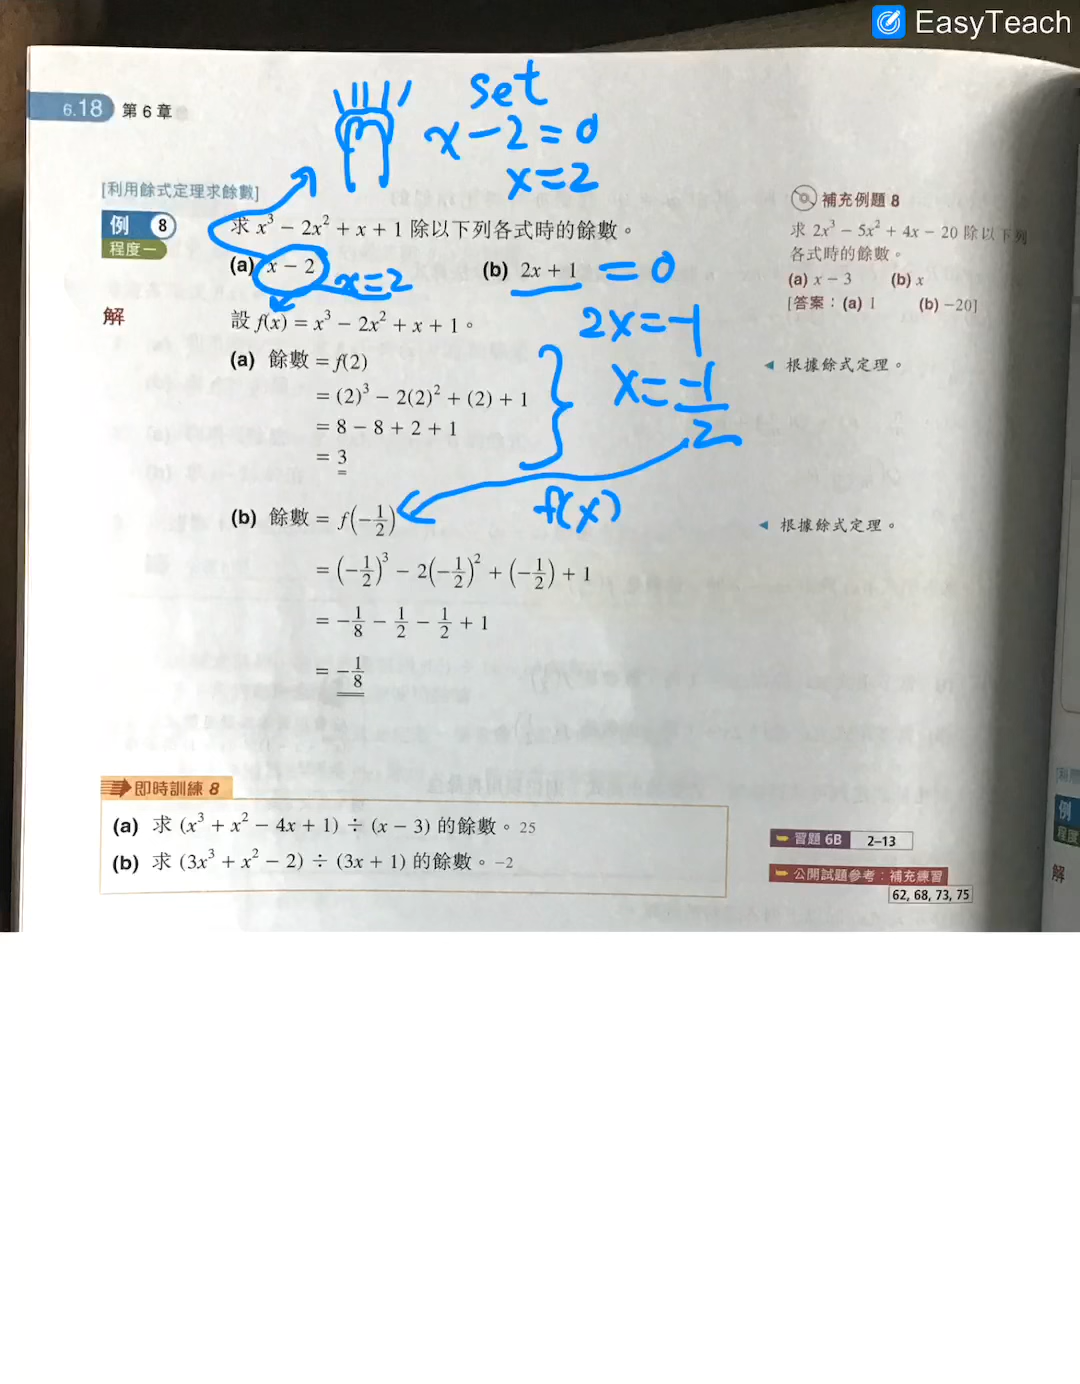 EasyTeach
6.18 第 6 章
set
x − 2 = 0
x = 2
[利用餘式定理求餘數]
例 8
程度一
求 x³ − 2x² + x + 1 除以下列各式時的餘數。
(a) x − 2 x = 2
(b) 2x + 1 = 0
2x = −1
x = −1/2
解
設 f(x) = x³ − 2x² + x + 1。
(a) 餘數 = f(2)
= (2)³ − 2(2)² + (2) + 1
= 8 − 8 + 2 + 1
= 3
◄ 根據餘式定理。
f(x)
(b) 餘數 = f(−1/2)
◄ 根據餘式定理。
= (−1/2)³ − 2(−1/2)² + (−1/2) + 1
= −1/8 − 1/2 − 1/2 + 1
= −1/8
補充例題 8
求 2x³ − 5x² + 4x − 20 除以下列
各式時的餘數。
(a) x − 3 (b) x
[答案：(a) 1 (b) −20]
即時訓練 8
(a) 求 (x³ + x² − 4x + 1) ÷ (x − 3) 的餘數。 25
(b) 求 (3x³ + x² − 2) ÷ (3x + 1) 的餘數。 −2
習題 6B 2–13
公開試題參考：補充練習
62, 68, 73, 75
例
程度
解